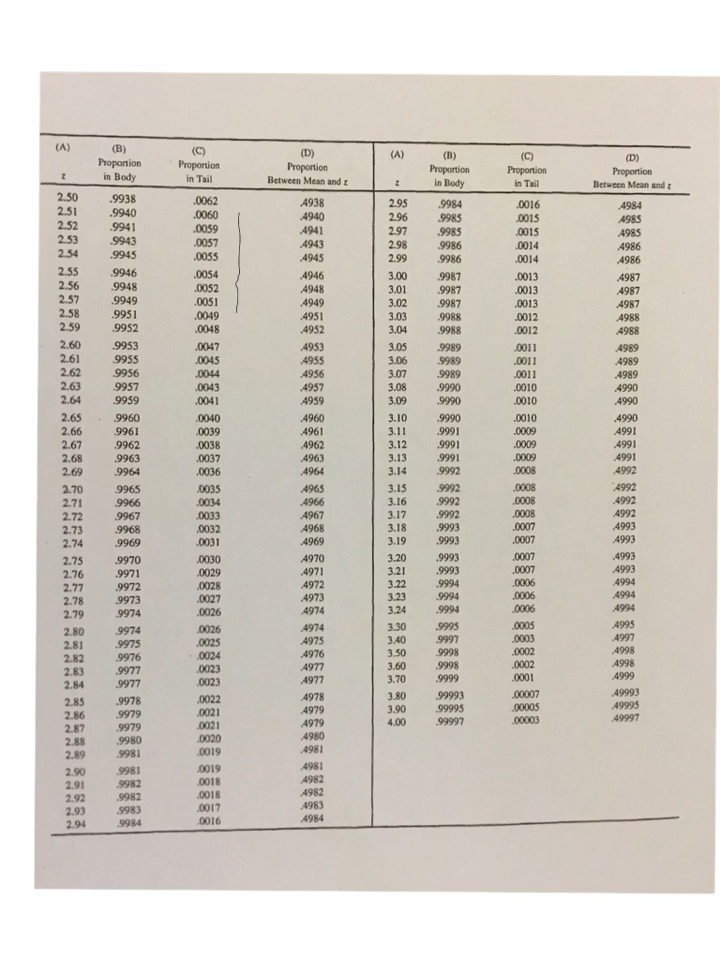 (A) (B) (C) (D) (A) (B) (C) (D)
Proportion Proportion Proportion Proportion Proportion Proportion
z in Body in Tail Between Mean and z z in Body in Tail Between Mean and z
2.50 .9938 .0062 .4938 2.95 .9984 .0016 .4984
2.51 .9940 .0060 .4940 2.96 .9985 .0015 .4985
2.52 .9941 .0059 .4941 2.97 .9985 .0015 .4985
2.53 .9943 .0057 .4943 2.98 .9986 .0014 .4986
2.54 .9945 .0055 .4945 2.99 .9986 .0014 .4986
2.55 .9946 .0054 .4946 3.00 .9987 .0013 .4987
2.56 .9948 .0052 .4948 3.01 .9987 .0013 .4987
2.57 .9949 .0051 .4949 3.02 .9987 .0013 .4987
2.58 .9951 .0049 .4951 3.03 .9988 .0012 .4988
2.59 .9952 .0048 .4952 3.04 .9988 .0012 .4988
2.60 .9953 .0047 .4953 3.05 .9989 .0011 .4989
2.61 .9955 .0045 .4955 3.06 .9989 .0011 .4989
2.62 .9956 .0044 .4956 3.07 .9989 .0011 .4989
2.63 .9957 .0043 .4957 3.08 .9990 .0010 .4990
2.64 .9959 .0041 .4959 3.09 .9990 .0010 .4990
2.65 .9960 .0040 .4960 3.10 .9990 .0010 .4990
2.66 .9961 .0039 .4961 3.11 .9991 .0009 .4991
2.67 .9962 .0038 .4962 3.12 .9991 .0009 .4991
2.68 .9963 .0037 .4963 3.13 .9991 .0009 .4991
2.69 .9964 .0036 .4964 3.14 .9992 .0008 .4992
2.70 .9965 .0035 .4965 3.15 .9992 .0008 .4992
2.71 .9966 .0034 .4966 3.16 .9992 .0008 .4992
2.72 .9967 .0033 .4967 3.17 .9992 .0008 .4992
2.73 .9968 .0032 .4968 3.18 .9993 .0007 .4993
2.74 .9969 .0031 .4969 3.19 .9993 .0007 .4993
2.75 .9970 .0030 .4970 3.20 .9993 .0007 .4993
2.76 .9971 .0029 .4971 3.21 .9993 .0007 .4993
2.77 .9972 .0028 .4972 3.22 .9994 .0006 .4994
2.78 .9973 .0027 .4973 3.23 .9994 .0006 .4994
2.79 .9974 .0026 .4974 3.24 .9994 .0006 .4994
2.80 .9974 .0026 .4974 3.30 .9995 .0005 .4995
2.81 .9975 .0025 .4975 3.40 .9997 .0003 .4997
2.82 .9976 .0024 .4976 3.50 .9998 .0002 .4998
2.83 .9977 .0023 .4977 3.60 .9998 .0002 .4998
2.84 .9977 .0023 .4977 3.70 .9999 .0001 .4999
2.85 .9978 .0022 .4978 3.80 .99993 .00007 .49993
2.86 .9979 .0021 .4979 3.90 .99995 .00005 .49995
2.87 .9979 .0021 .4979 4.00 .99997 .00003 .49997
2.88 .9980 .0020 .4980
2.89 .9981 .0019 .4981
2.90 .9981 .0019 .4981
2.91 .9982 .0018 .4982
2.92 .9982 .0018 .4982
2.93 .9983 .0017 .4983
2.94 .9984 .0016 .4984